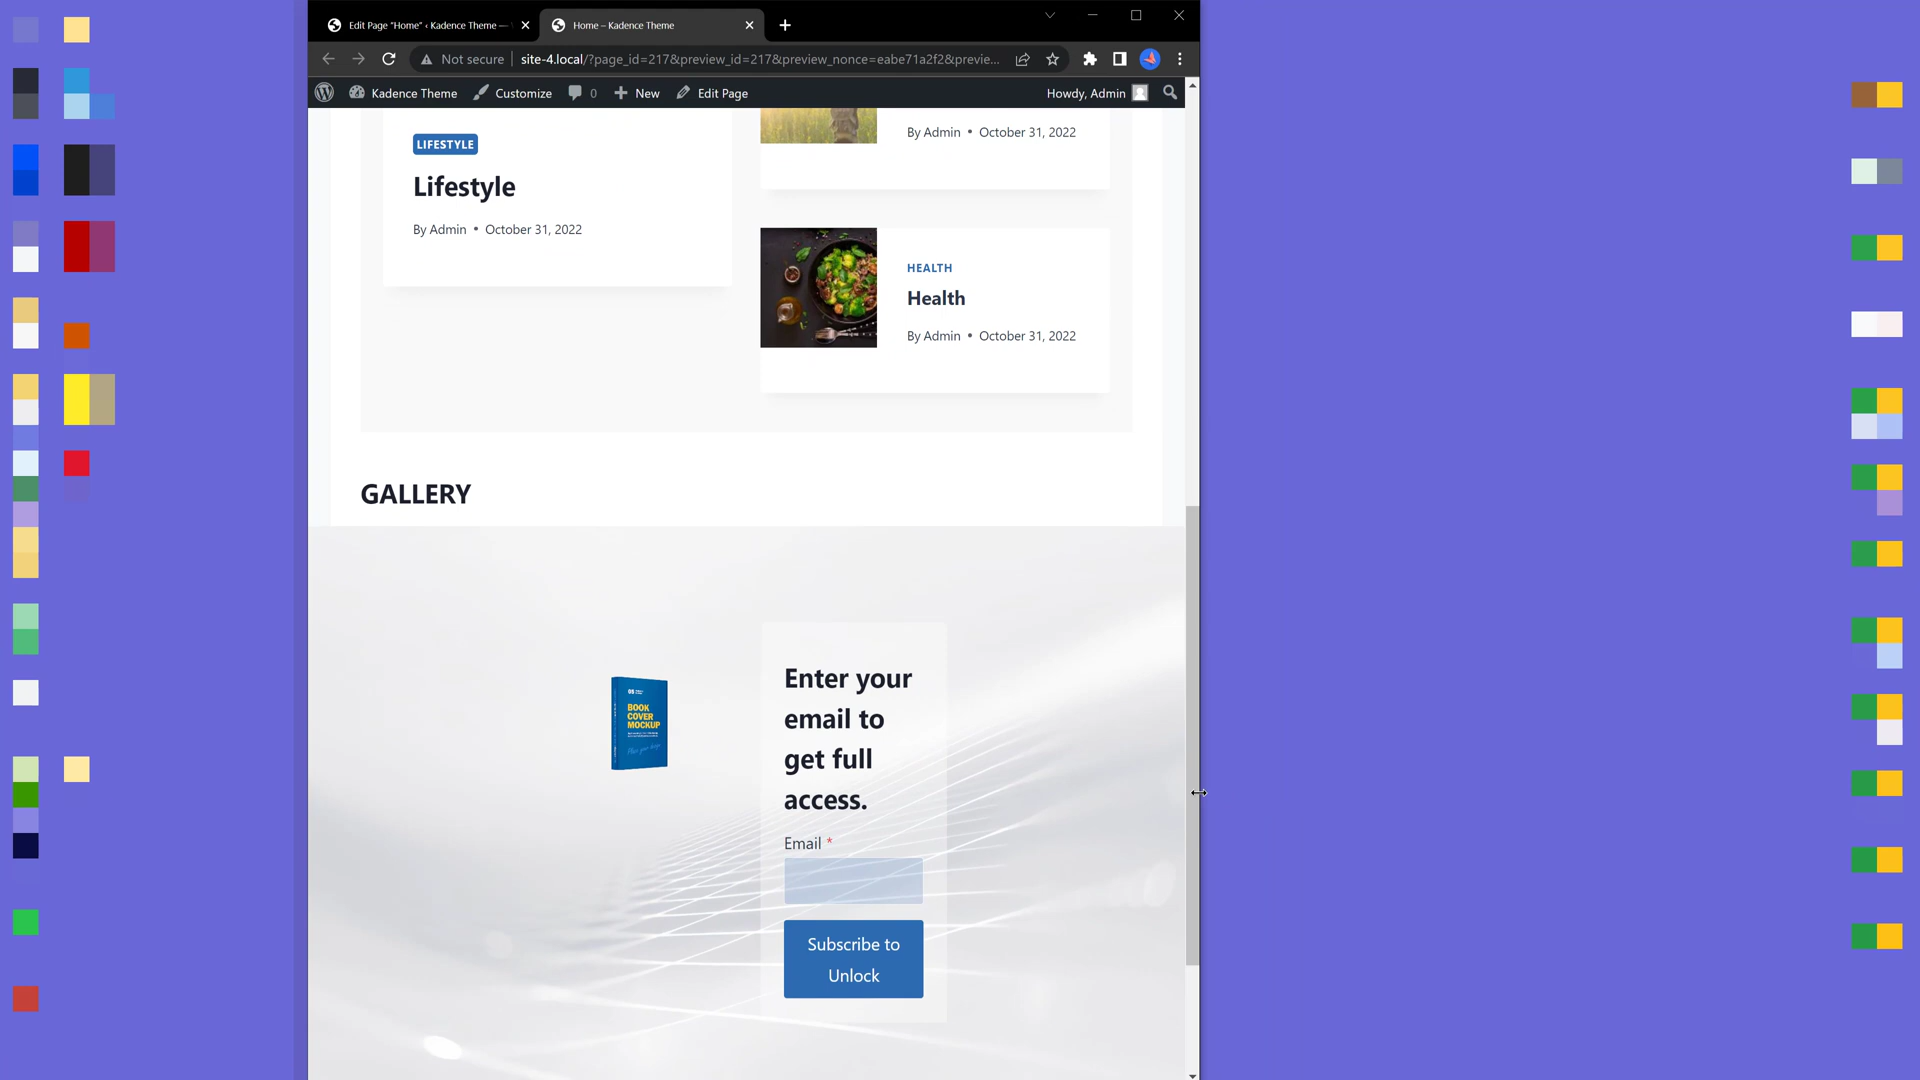 Edit Page "Home" ‹ Kadence Theme —
Home – Kadence Theme
Not secure
site-4.local/?page_id=217&preview_id=217&preview_nonce=eabe71a2f2&previe...
Kadence Theme
Customize
0
New
Edit Page
Howdy, Admin
LIFESTYLE
Lifestyle
By Admin • October 31, 2022
By Admin • October 31, 2022
HEALTH
Health
By Admin • October 31, 2022
GALLERY
BOOK
COVER
MOCKUP
Enter your
email to
get full
access.
Email *
Subscribe to
Unlock